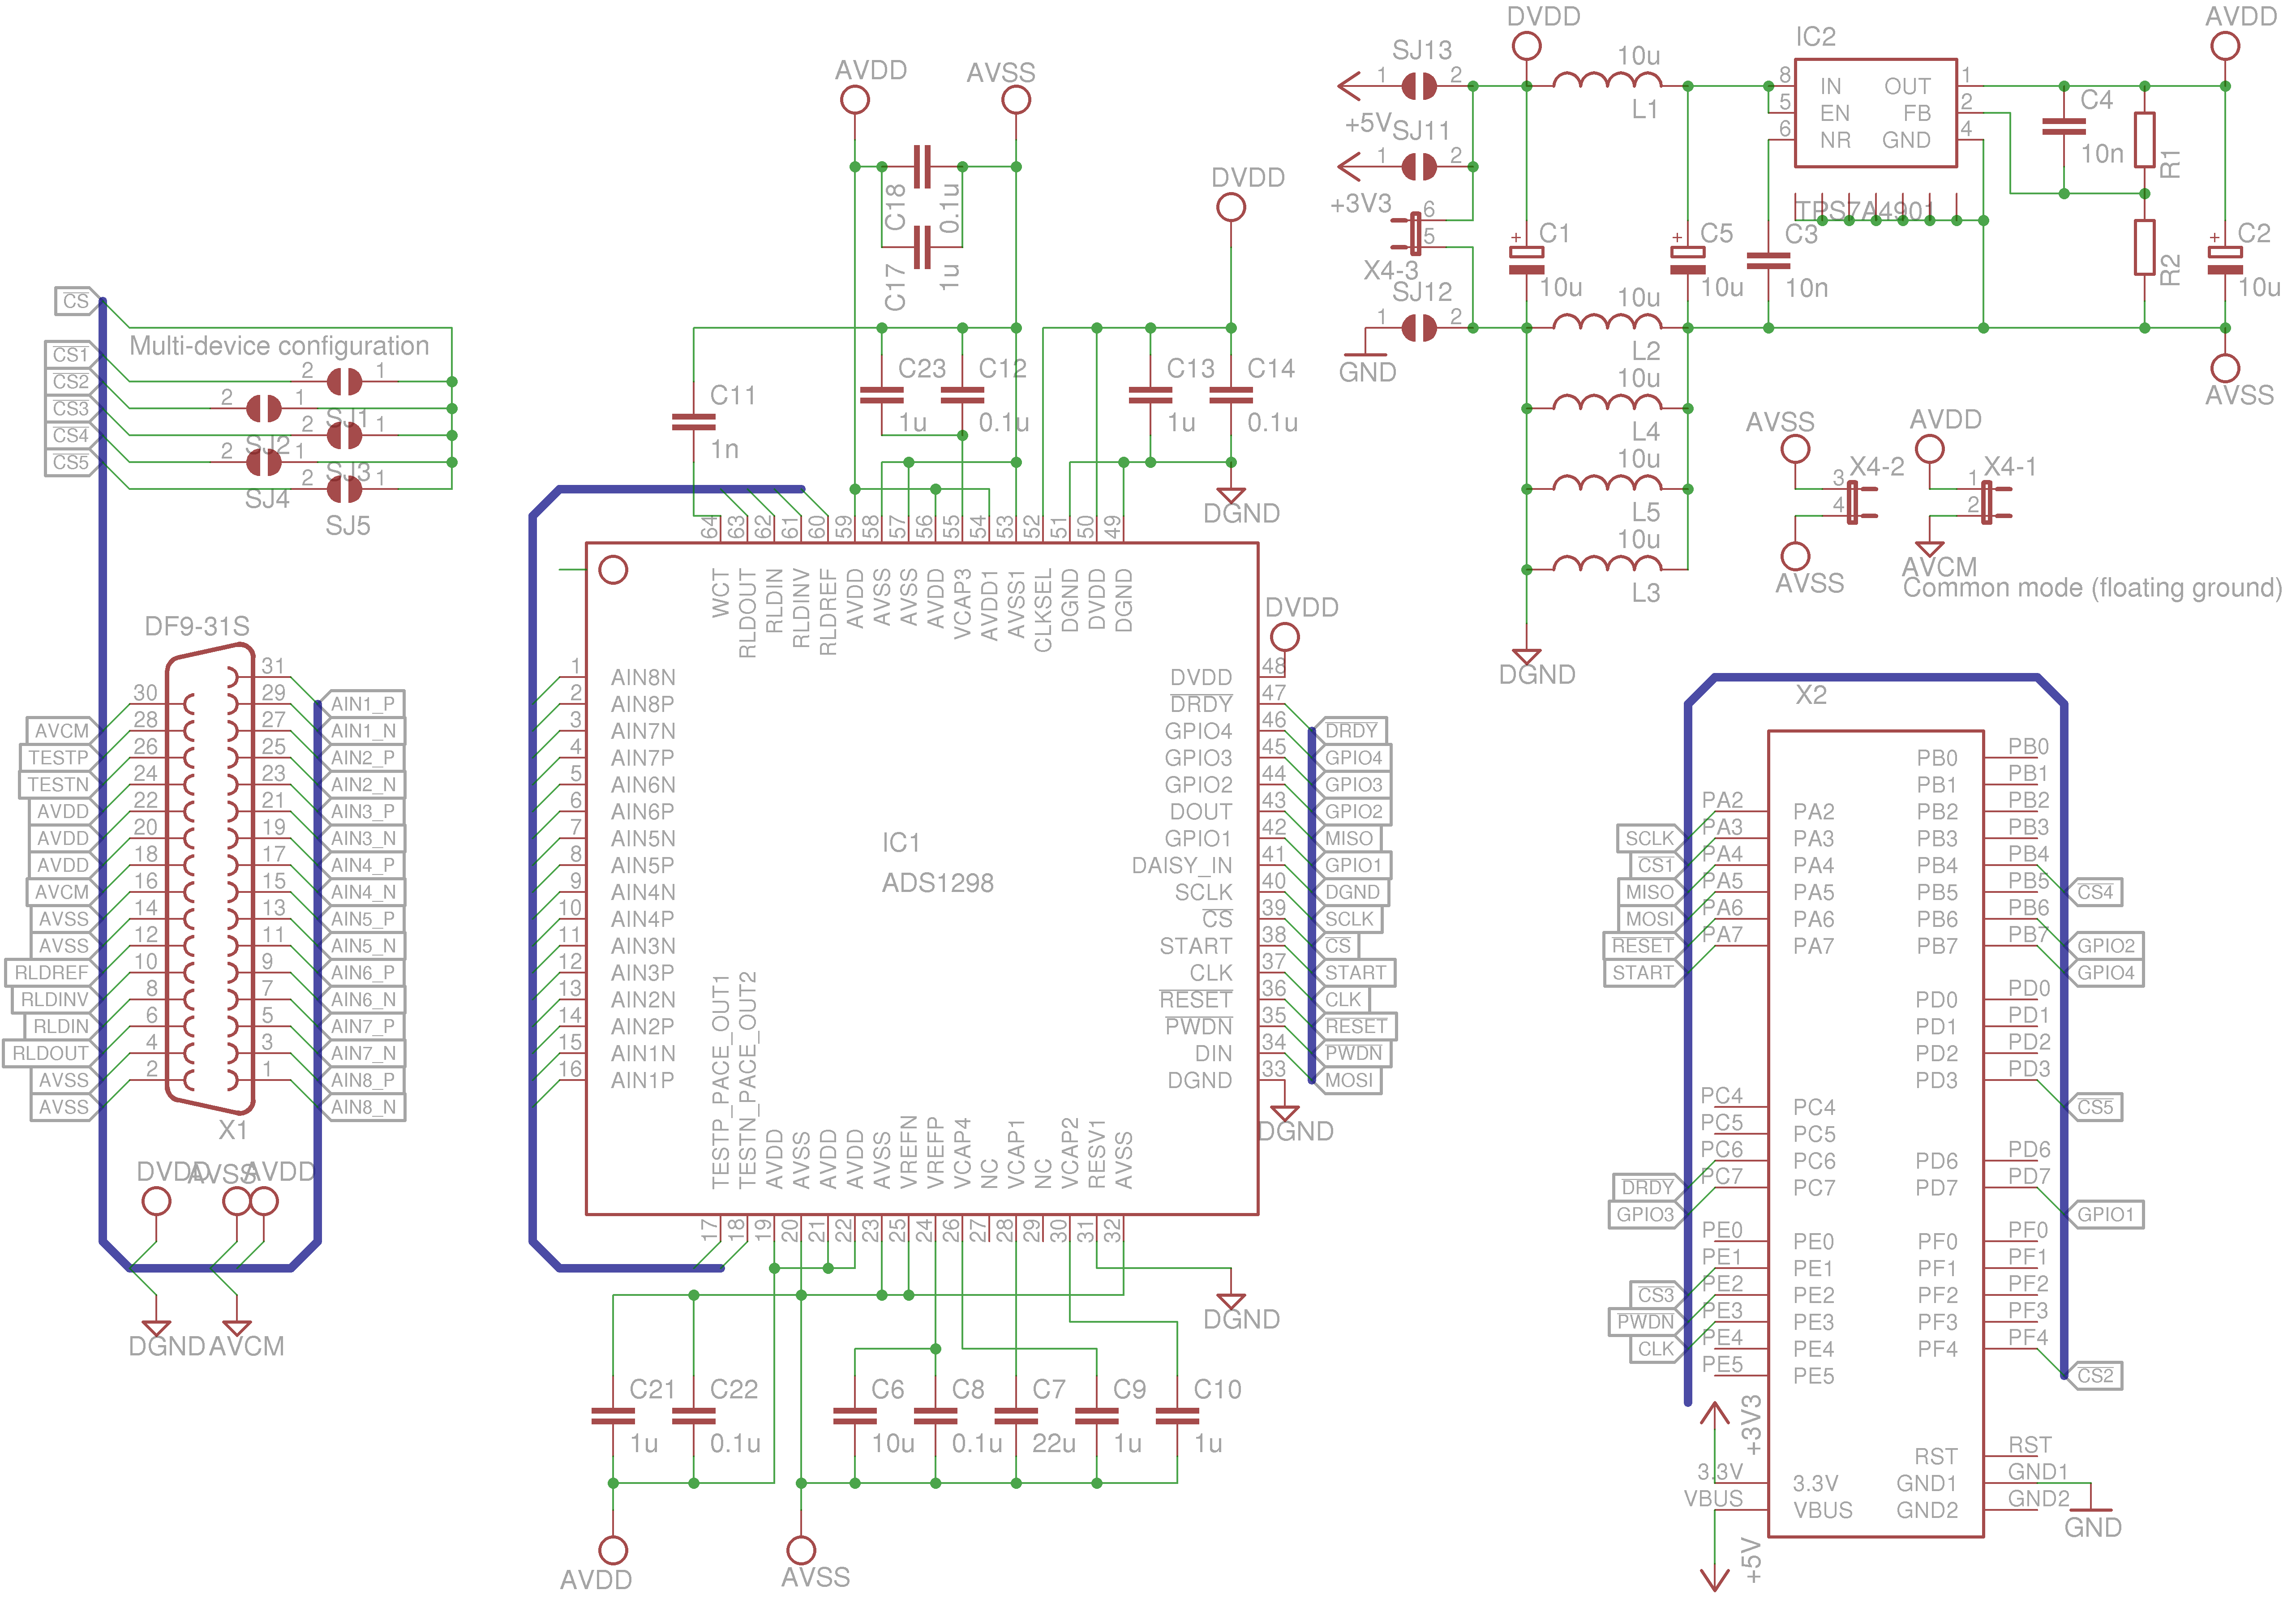 AVDD
AVSS
C18
0.1u
C17
1u
DVDD
C11
1n
C23
1u
C12
0.1u
C13
1u
C14
0.1u
DGND
SJ13
1
2
+5V
SJ11
1
2
+3V3
6
5
X4-3
SJ12
1
2
GND
DVDD
10u
L1
C1
10u
C5
10u
10u
L2
10u
L4
10u
L5
10u
L3
DGND
IC2
8 IN OUT 1
5 EN FB 2
6 NR GND 4
TPS7A4901
C3
10n
C4
10n
R1
R2
AVDD
C2
10u
AVSS
AVSS
3
4
X4-2
AVSS
AVDD
1
2
X4-1
AVCM
Common mode (floating ground)
CS
CS1
CS2
CS3
CS4
CS5
Multi-device configuration
2 1
2 1
SJ1
2 1
SJ2
2 1
SJ3
2 1
SJ4
SJ5
DF9-31S
31
30 29 AIN1_P
AVCM 28 27 AIN1_N
TESTP 26 25 AIN2_P
TESTN 24 23 AIN2_N
AVDD 22 21 AIN3_P
AVDD 20 19 AIN3_N
AVDD 18 17 AIN4_P
AVCM 16 15 AIN4_N
AVSS 14 13 AIN5_P
AVSS 12 11 AIN5_N
RLDREF 10 9 AIN6_P
RLDINV 8 7 AIN6_N
RLDIN 6 5 AIN7_P
RLDOUT 4 3 AIN7_N
AVSS 2 1 AIN8_P
AVSS AIN8_N
X1
DVDD
AVSS
AVDD
DGND
AVCM
64 63 62 61 60 59 58 57 56 55 54 53 52 51 50 49
WCT
RLDOUT
RLDIN
RLDINV
RLDREF
AVDD
AVSS
AVSS
AVDD
VCAP3
AVDD1
AVSS1
CLKSEL
DGND
DVDD
DGND
1 AIN8N
2 AIN8P
3 AIN7N
4 AIN7P
5 AIN6N
6 AIN6P
7 AIN5N
8 AIN5P
9 AIN4N
10 AIN4P
11 AIN3N
12 AIN3P
13 AIN2N
14 AIN2P
15 AIN1N
16 AIN1P
IC1
ADS1298
DVDD
DVDD 48
DRDY 47
GPIO4 46 DRDY
GPIO3 45 GPIO4
GPIO2 44 GPIO3
DOUT 43 GPIO2
GPIO1 42 MISO
DAISY_IN 41 GPIO1
SCLK 40 DGND
CS 39 SCLK
START 38 CS
CLK 37 START
RESET 36 CLK
PWDN 35 RESET
DIN 34 PWDN
DGND 33 MOSI
DGND
TESTP_PACE_OUT1
TESTN_PACE_OUT2
AVDD
AVSS
AVDD
AVDD
AVSS
VREFN
VREFP
VCAP4
NC
VCAP1
NC
VCAP2
RESV1
AVSS
17 18 19 20 21 22 23 25 24 26 27 28 29 30 31 32
DGND
C21
1u
C22
0.1u
C6
10u
C8
0.1u
C7
22u
C9
1u
C10
1u
AVDD
AVSS
X2
PA2 PA2
SCLK PA3 PA3
CS1 PA4 PA4
MISO PA5 PA5
MOSI PA6 PA6
RESET PA7 PA7
START
PC4 PC4
PC5 PC5
PC6 PC6
DRDY PC7 PC7
GPIO3
PE0 PE0
PE1 PE1
CS3 PE2 PE2
PWDN PE3 PE3
CLK PE4 PE4
PE5 PE5
+3V3
3.3V 3.3V
VBUS VBUS
+5V
PB0 PB0
PB1 PB1
PB2 PB2
PB3 PB3
PB4 PB4
PB5 PB5 CS4
PB6 PB6
PB7 PB7 GPIO2
GPIO4
PD0 PD0
PD1 PD1
PD2 PD2
PD3 PD3
CS5
PD6 PD6
PD7 PD7
GPIO1
PF0 PF0
PF1 PF1
PF2 PF2
PF3 PF3
PF4 PF4
CS2
RST RST
GND1 GND1
GND2 GND2
GND